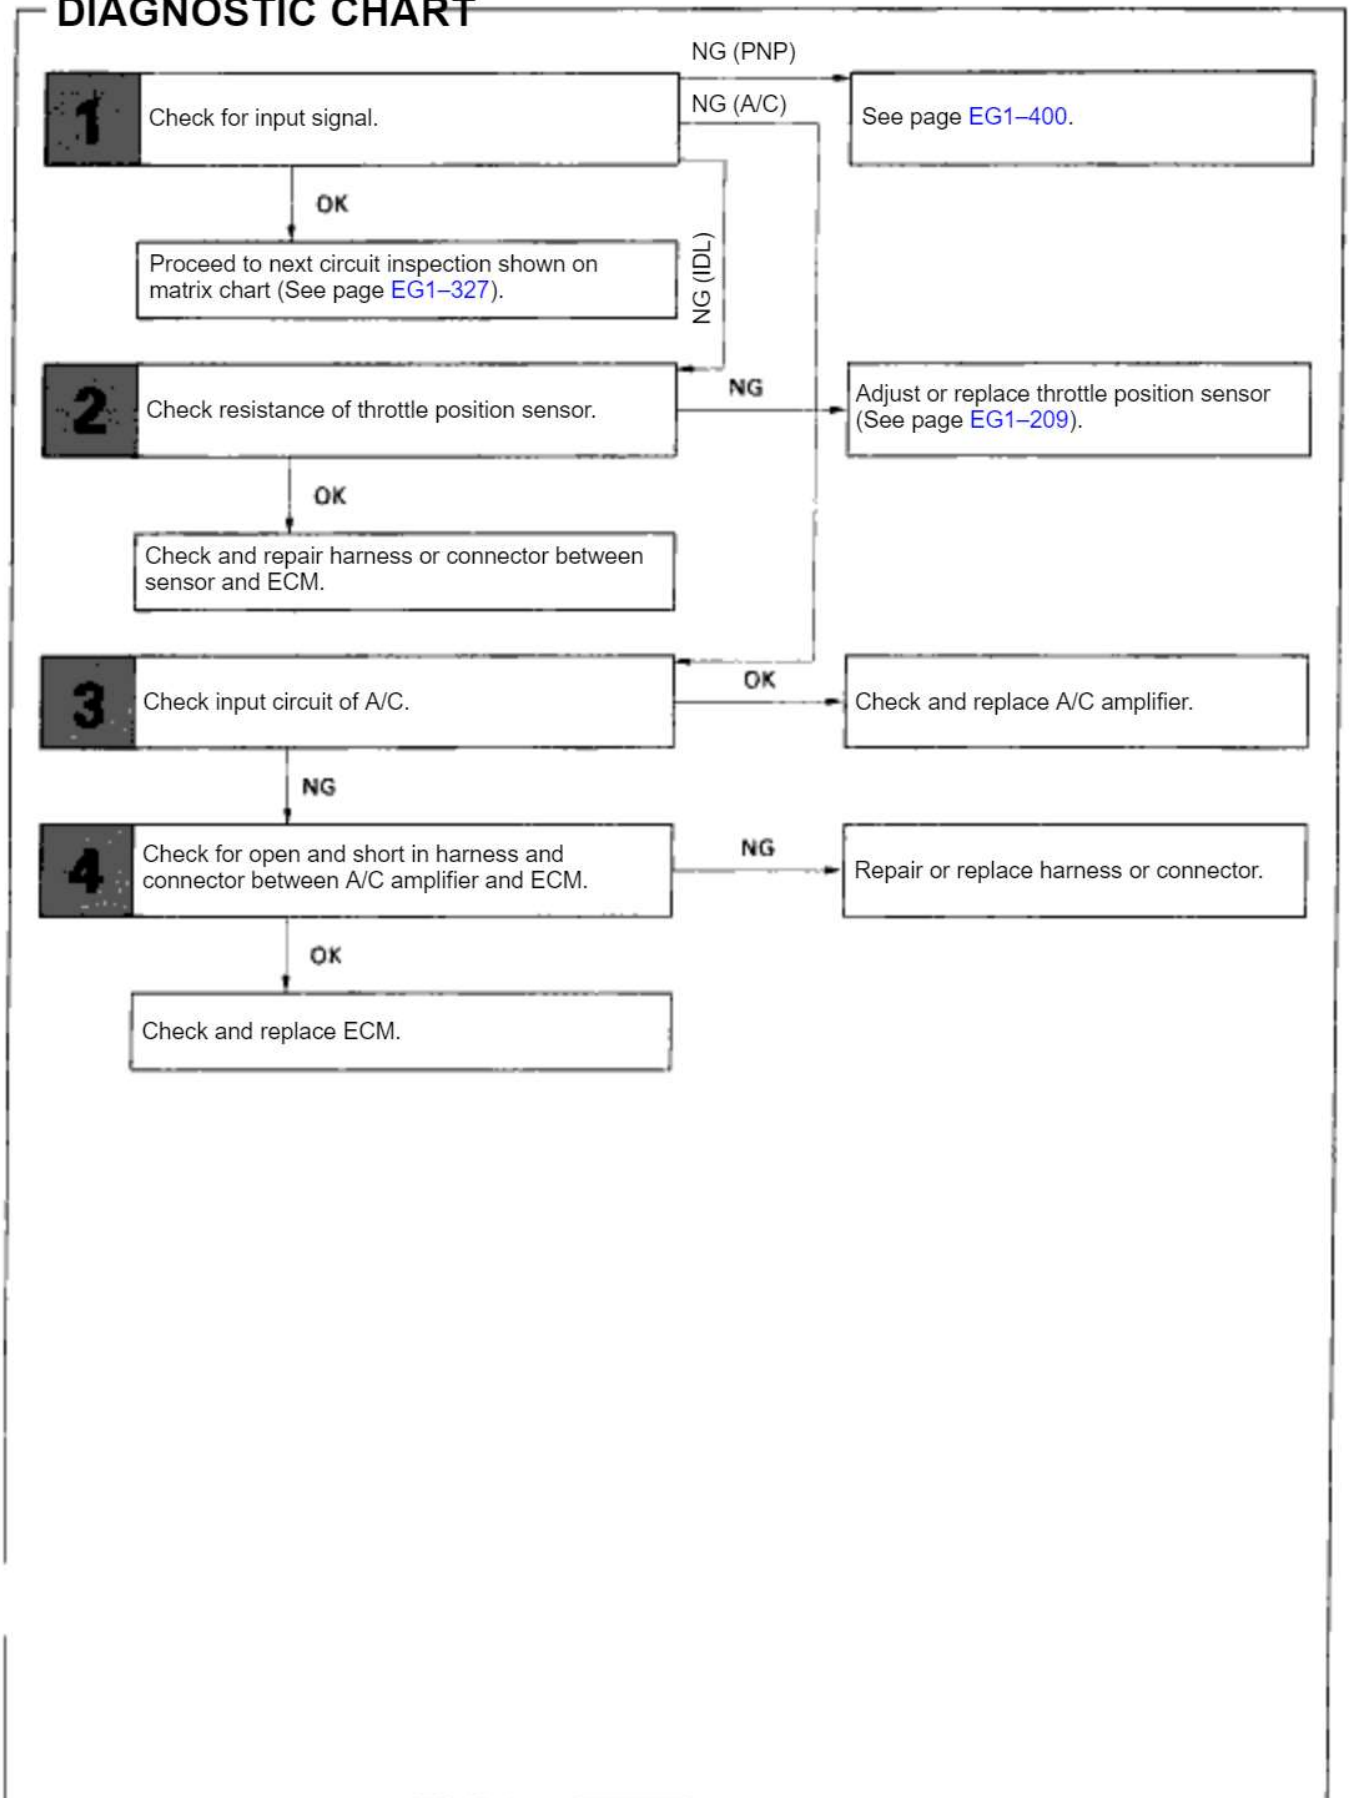 DIAGNOSTIC CHART
NG (PNP)
1
Check for input signal.
NG (A/C)
See page EG1–400.
OK
NG (IDL)
Proceed to next circuit inspection shown on
matrix chart (See page EG1–327).
2
Check resistance of throttle position sensor.
NG
Adjust or replace throttle position sensor
(See page EG1–209).
OK
Check and repair harness or connector between
sensor and ECM.
3
Check input circuit of A/C.
OK
Check and replace A/C amplifier.
NG
4
Check for open and short in harness and
connector between A/C amplifier and ECM.
NG
Repair or replace harness or connector.
OK
Check and replace ECM.